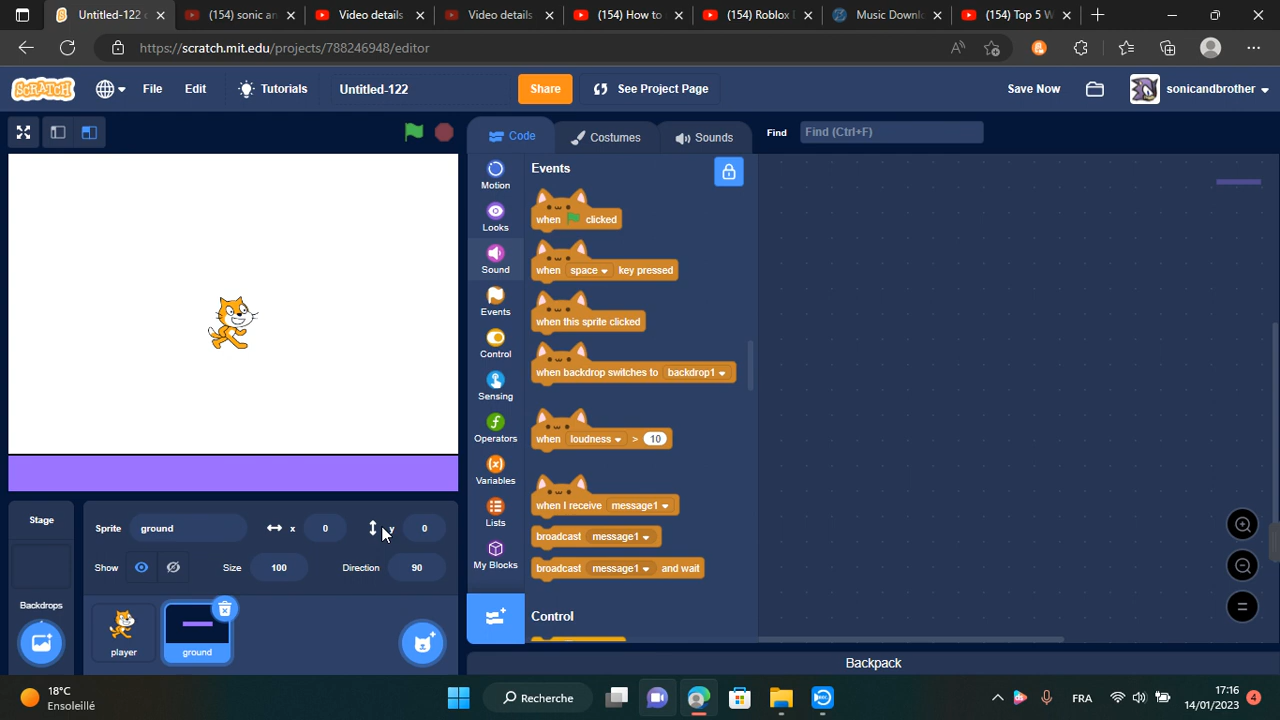 Untitled-122
(154) sonic an
Video details
Video details
(154) How to
(154) Roblox
Music Downl
(154) Top 5 W
https://scratch.mit.edu/projects/788246948/editor
SCRATCH
File
Edit
Tutorials
Untitled-122
Share
See Project Page
Save Now
sonicandbrother
Code
Costumes
Sounds
Find
Find (Ctrl+F)
Motion
Looks
Sound
Events
Control
Sensing
Operators
Variables
Lists
My Blocks
Events
when clicked
when space key pressed
when this sprite clicked
when backdrop switches to backdrop1
when loudness > 10
when I receive message1
broadcast message1
broadcast message1 and wait
Control
Stage
Backdrops
Sprite ground x 0 y 0
Show Size 100 Direction 90
player
ground
Backpack
18°C
Ensoleillé
Recherche
FRA
17:16
14/01/2023
4